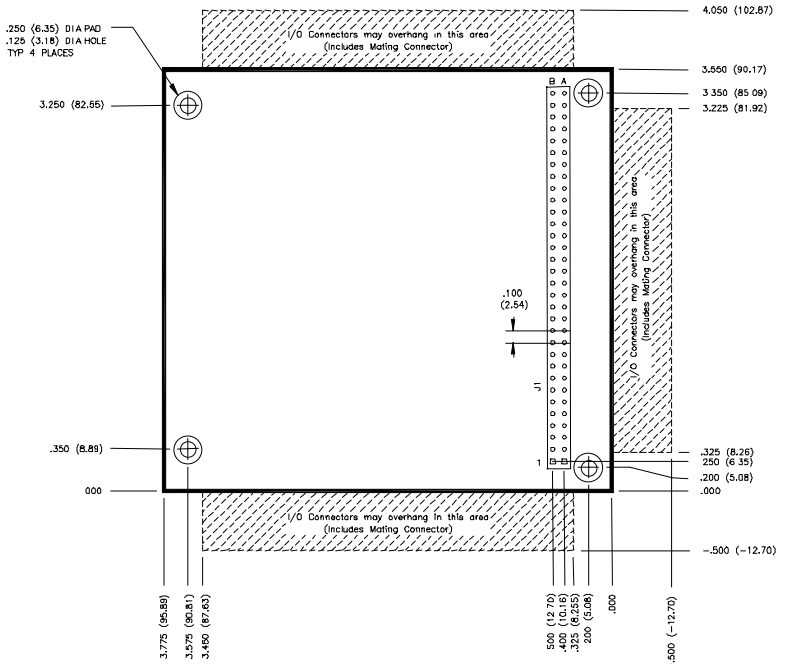 4.050 (102.87)
.250 (6.35) DIA PAD
.125 (3.18) DIA HOLE
TYP 4 PLACES
I/O Connectors may overhang in this area
(Includes Mating Connector)
3.550 (90.17)
B A
3 350 (85 09)
3.250 (82.55)
3.225 (81.92)
I/O Connectors may overhang in this area
(Includes Mating Connector)
.100
(2.54)
J1
.350 (8.89)
.325 (8.26)
1
250 (6 35)
.200 (5.08)
000
.000
I/O Connectors may overhang in this area
(Includes Mating Connector)
-.500 (-12.70)
3.775 (95.89)
3.575 (90.81)
3.450 (87.63)
500 (12 70)
.400 (10.16)
.325 (8.255)
200 (5.08)
.000
.500 (-12.70)